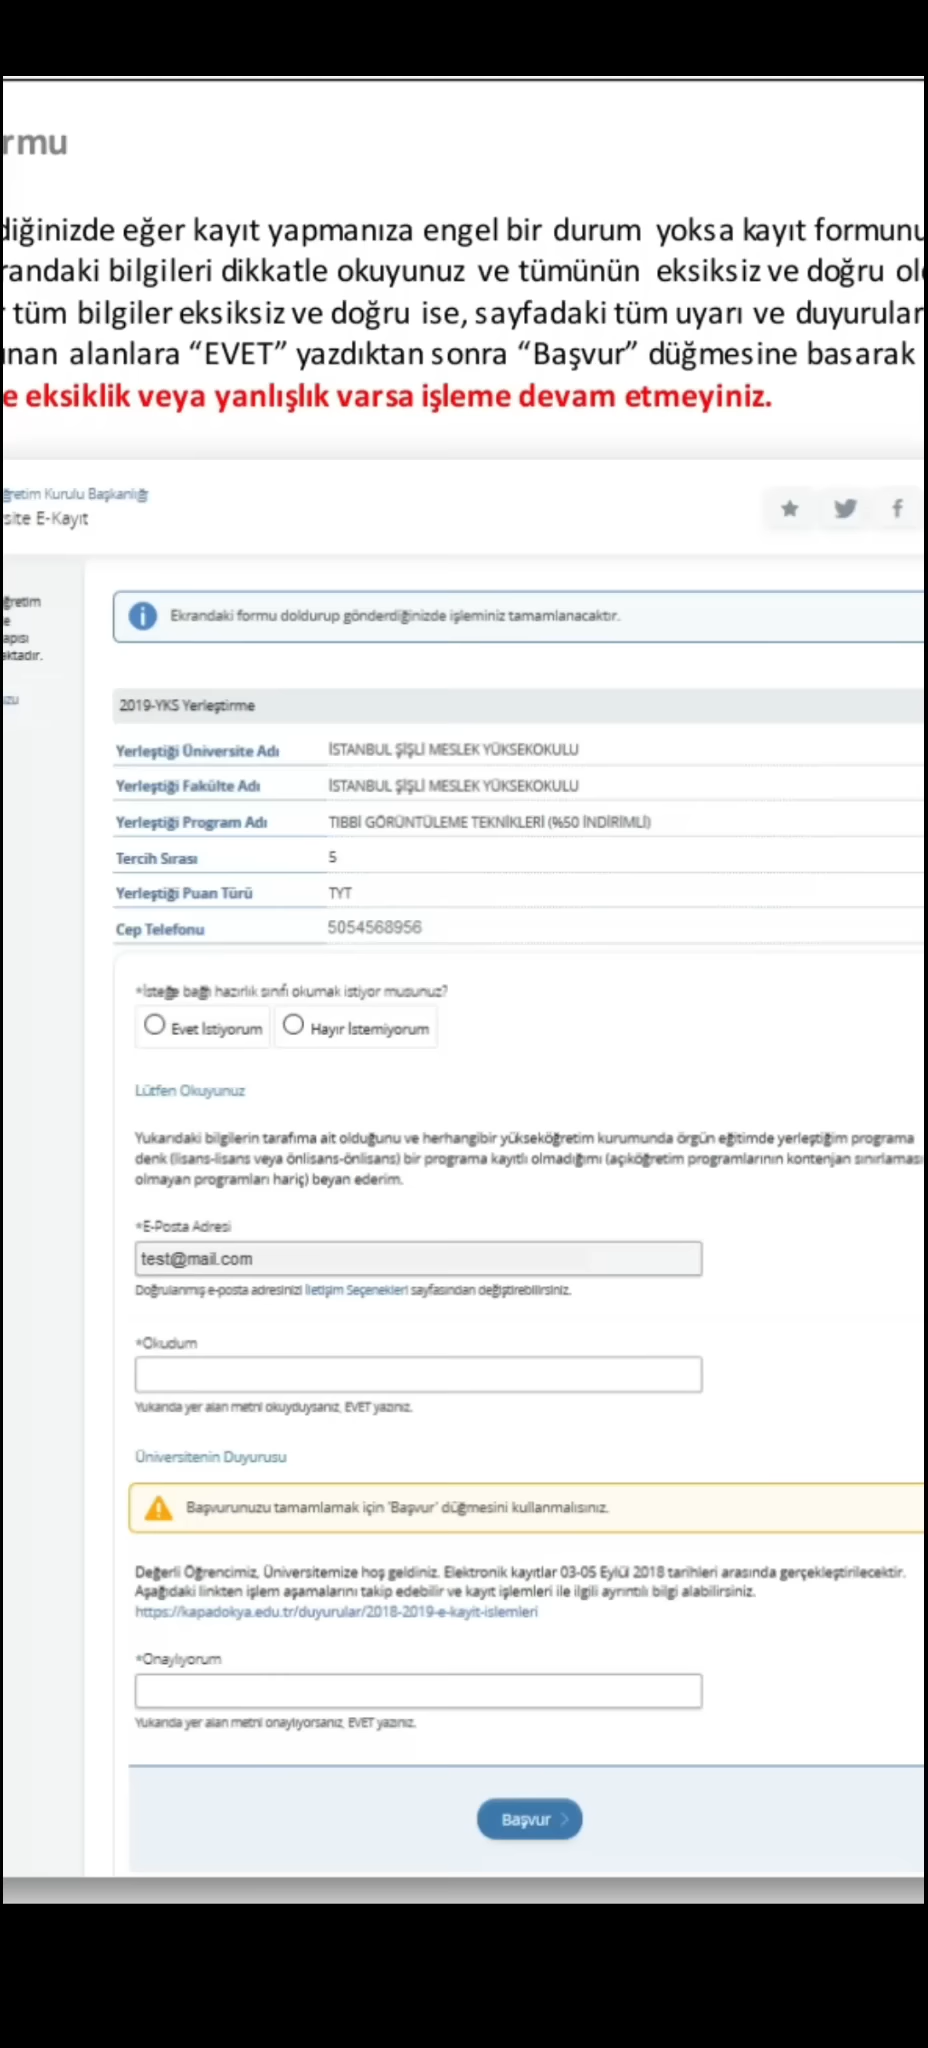 rmu
diğinizde eğer kayıt yapmanıza engel bir durum yoksa kayıt formunu
randaki bilgileri dikkatle okuyunuz ve tümünün eksiksiz ve doğru ol
tüm bilgiler eksiksiz ve doğru ise, sayfadaki tüm uyarı ve duyurular
nan alanlara “EVET” yazdıktan sonra “Başvur” düğmesine basarak
e eksiklik veya yanlışlık varsa işleme devam etmeyiniz.
ğretim Kurulu Başkanlığı
site E-Kayıt
ğretim
e
apısı
aktadır.
uzu
Ekrandaki formu doldurup gönderdiğinizde işleminiz tamamlanacaktır.
2019-YKS Yerleştirme
Yerleştiği Üniversite Adı İSTANBUL ŞİŞLİ MESLEK YÜKSEKOKULU
Yerleştiği Fakülte Adı İSTANBUL ŞİŞLİ MESLEK YÜKSEKOKULU
Yerleştiği Program Adı TIBBİ GÖRÜNTÜLEME TEKNİKLERİ (%50 İNDİRİMLİ)
Tercih Sırası 5
Yerleştiği Puan Türü TYT
Cep Telefonu 5054568956
*İsteğe bağlı hazırlık sınıfı okumak istiyor musunuz?
Evet İstiyorum Hayır İstemiyorum
Lütfen Okuyunuz
Yukarıdaki bilgilerin tarafıma ait olduğunu ve herhangibir yükseköğretim kurumunda örgün eğitimde yerleştiğim programa
denk (lisans-lisans veya önlisans-önlisans) bir programa kayıtlı olmadığımı (açıköğretim programlarının kontenjan sınırlaması
olmayan programları hariç) beyan ederim.
*E-Posta Adresi
test@mail.com
Doğrulanmış e-posta adresinizi İletişim Seçenekleri sayfasından değiştirebilirsiniz.
*Okudum
Yukarıda yer alan metni okuyduysanız, EVET yazınız.
Üniversitenin Duyurusu
Başvurunuzu tamamlamak için 'Başvur' düğmesini kullanmalısınız.
Değerli Öğrencimiz, Üniversitemize hoş geldiniz. Elektronik kayıtlar 03-05 Eylül 2018 tarihleri arasında gerçekleştirilecektir.
Aşağıdaki linkten işlem aşamalarını takip edebilir ve kayıt işlemleri ile ilgili ayrıntılı bilgi alabilirsiniz.
https://kapadokya.edu.tr/duyurular/2018-2019-e-kayit-islemleri
*Onaylıyorum
Yukarıda yer alan metni onaylıyorsanız, EVET yazınız.
Başvur